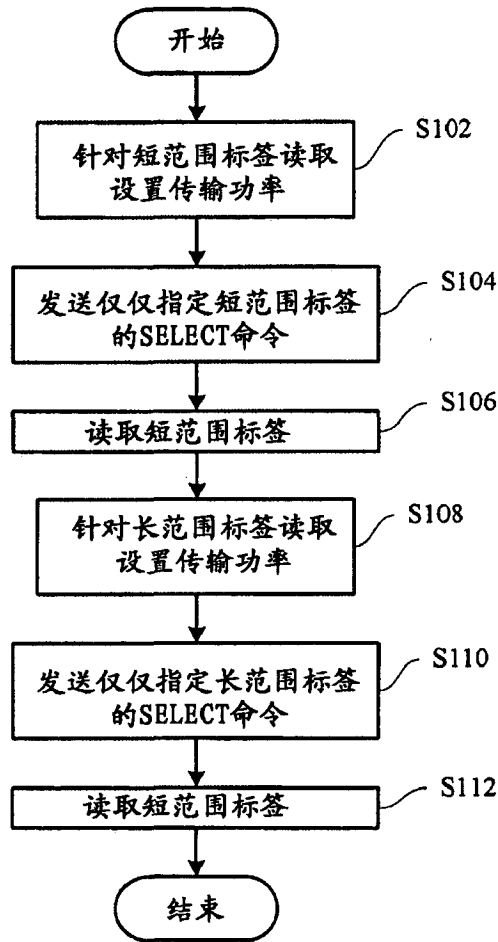 开始
针对短范围标签读取
设置传输功率
S102
发送仅仅指定短范围标签
的SELECT命令
S104
读取短范围标签
S106
针对长范围标签读取
设置传输功率
S108
发送仅仅指定长范围标签
的SELECT命令
S110
读取短范围标签
S112
结束